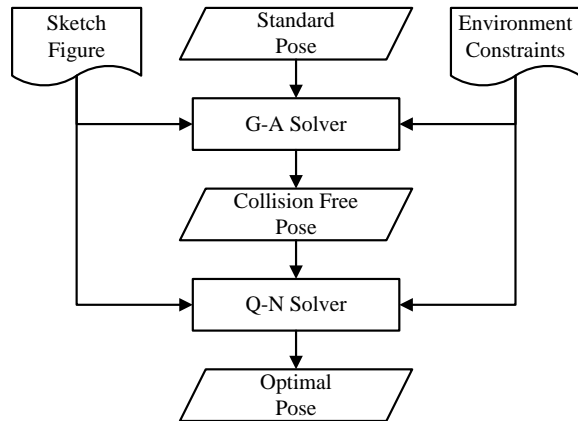 Sketch
Figure
Standard
Pose
Environment
Constraints
G-A Solver
Collision Free
Pose
Q-N Solver
Optimal
Pose